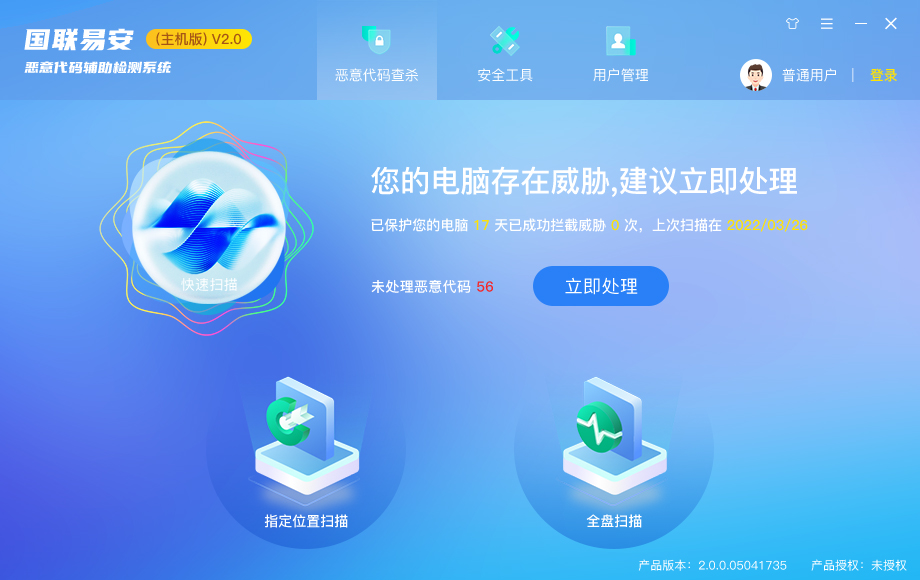 国联易安 (主机版) V2.0
恶意代码辅助检测系统
恶意代码查杀
安全工具
用户管理
普通用户 | 登录
您的电脑存在威胁,建议立即处理
已保护您的电脑 17 天已成功拦截威胁 0 次，上次扫描在 2022/03/26
快速扫描
未处理恶意代码 56
立即处理
指定位置扫描
全盘扫描
产品版本：2.0.0.05041735 产品授权：未授权